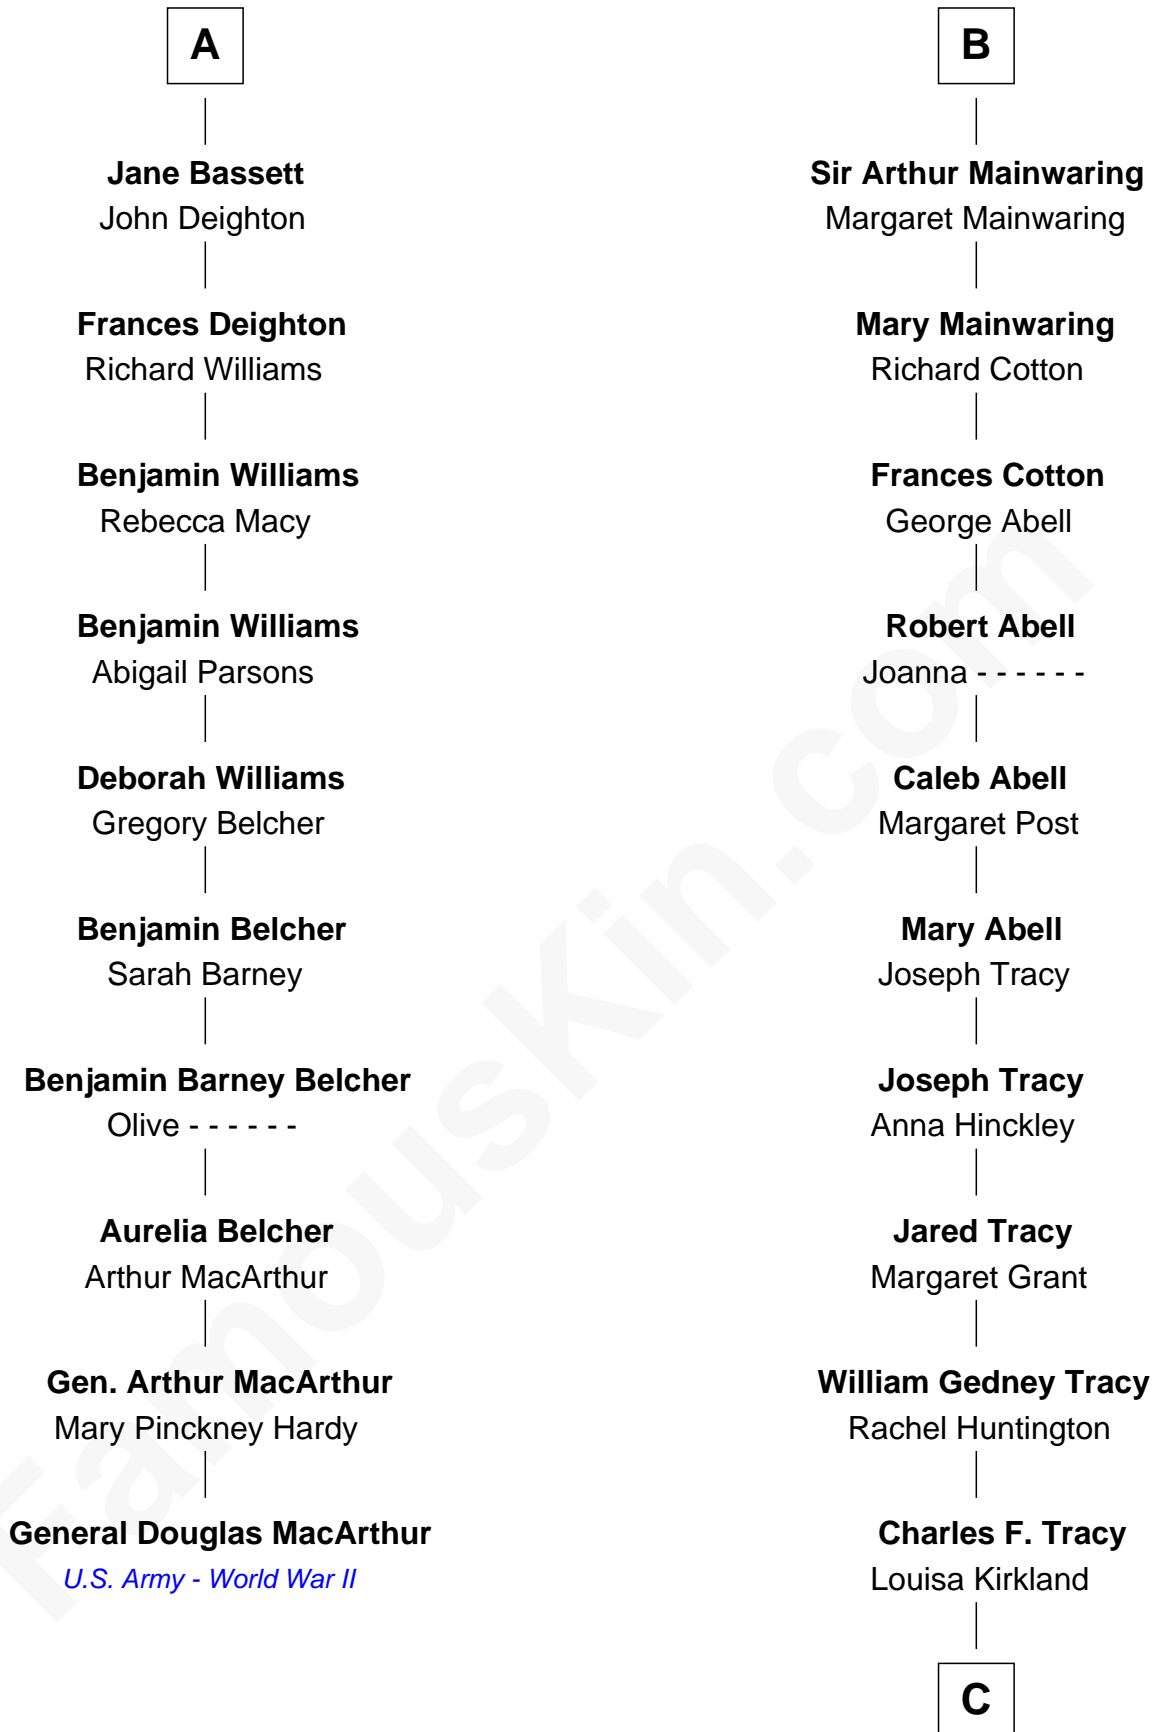 A
Jane Bassett
John Deighton
Frances Deighton
Richard Williams
Benjamin Williams
Rebecca Macy
Benjamin Williams
Abigail Parsons
Deborah Williams
Gregory Belcher
Benjamin Belcher
Sarah Barney
Benjamin Barney Belcher
Olive - - - - - -
Aurelia Belcher
Arthur MacArthur
Gen. Arthur MacArthur
Mary Pinckney Hardy
General Douglas MacArthur
U.S. Army - World War II
B
Sir Arthur Mainwaring
Margaret Mainwaring
Mary Mainwaring
Richard Cotton
Frances Cotton
George Abell
Robert Abell
Joanna - - - - - -
Caleb Abell
Margaret Post
Mary Abell
Joseph Tracy
Joseph Tracy
Anna Hinckley
Jared Tracy
Margaret Grant
William Gedney Tracy
Rachel Huntington
Charles F. Tracy
Louisa Kirkland
C
FamousKin.com